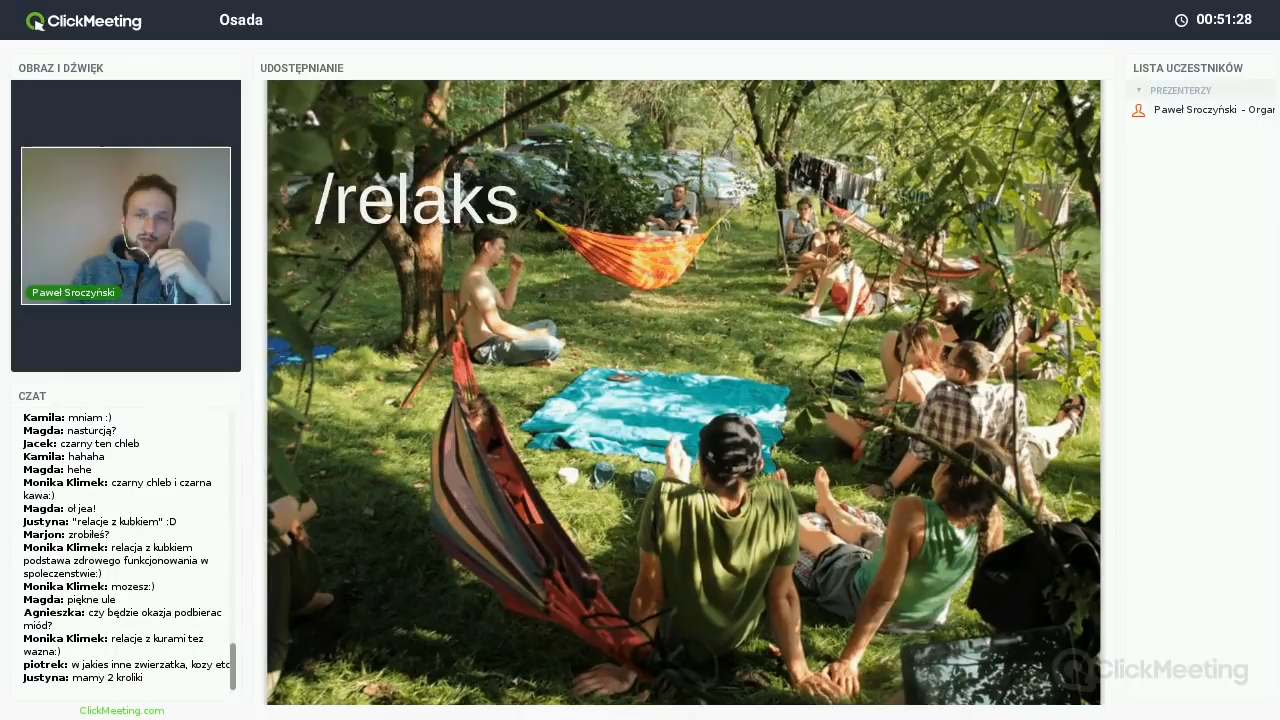 ClickMeeting
Osada
00:51:28
OBRAZ I DŹWIĘK
UDOSTĘPNIANIE
LISTA UCZESTNIKÓW
PREZENTERZY
Paweł Sroczyński - Organ
/relaks
Paweł Sroczyński
CZAT
Kamila: mniam :)
Magda: nasturcją?
Jacek: czarny ten chleb
Kamila: hahaha
Magda: hehe
Monika Klimek: czarny chleb i czarna
kawa:)
Magda: oł jea!
Justyna: "relacje z kubkiem" :D
Marjon: zrobiłeś?
Monika Klimek: relacja z kubkiem
podstawa zdrowego funkcjonowania w
społeczenstwie:)
Monika Klimek: mozesz:)
Magda: piękne ule
Agnieszka: czy będzie okazja podbierac
miód?
Monika Klimek: relacje z kurami tez
wazna:)
piotrek: w jakies inne zwierzatka, kozy etc
Justyna: mamy 2 kroliki
ClickMeeting.com
ClickMeeting